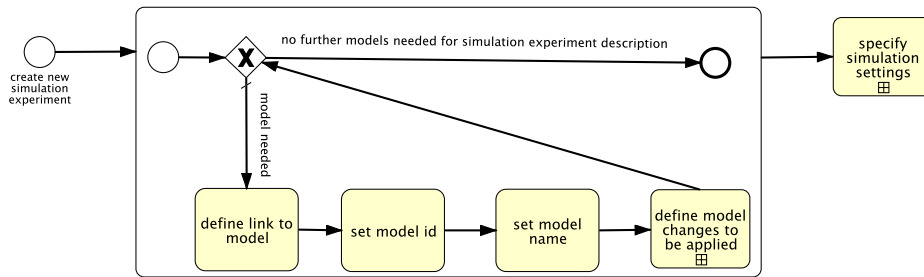 create new
simulation
experiment
no further models needed for simulation experiment description
model needed
define link to
model
set model id
set model
name
define model
changes to
be applied
specify
simulation
settings